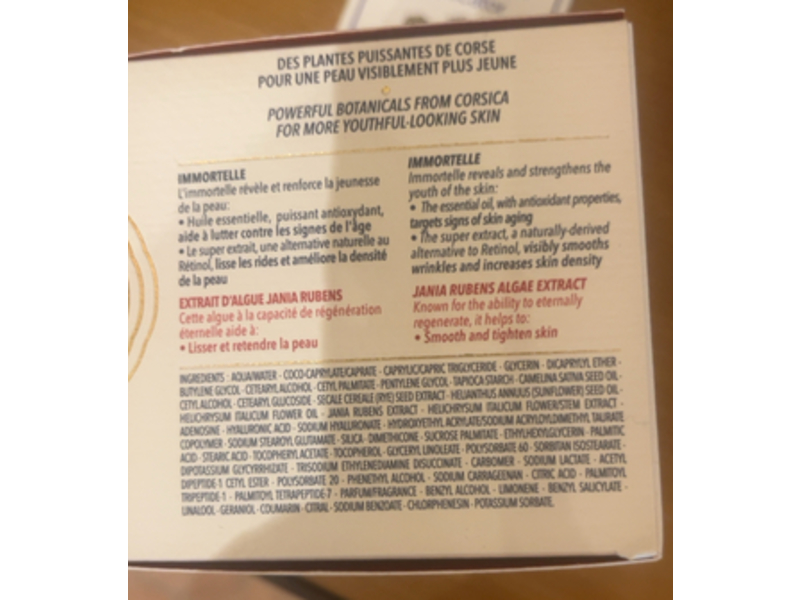 DES PLANTES PUISSANTES DE CORSE
POUR UNE PEAU VISIBLEMENT PLUS JEUNE
POWERFUL BOTANICALS FROM CORSICA
FOR MORE YOUTHFUL-LOOKING SKIN
IMMORTELLE
L'immortelle révèle et renforce la jeunesse
de la peau:
• Huile essentielle, puissant antioxydant,
aide à lutter contre les signes de l'âge
• Le super extrait, une alternative naturelle au
Rétinol, lisse les rides et améliore la densité
de la peau
EXTRAIT D'ALGUE JANIA RUBENS
Cette algue à la capacité de régénération
éternelle aide à:
• Lisser et retendre la peau
IMMORTELLE
Immortelle reveals and strengthens the
youth of the skin:
• The essential oil, with antioxidant properties,
targets signs of skin aging
• The super extract, a naturally-derived
alternative to Retinol, visibly smooths
wrinkles and increases skin density
JANIA RUBENS ALGAE EXTRACT
Known for the ability to eternally
regenerate, it helps to:
• Smooth and tighten skin
INGREDIENTS : AQUA/WATER · COCO-CAPRYLATE/CAPRATE · CAPRYLIC/CAPRIC TRIGLYCERIDE · GLYCERIN · DICAPRYLYL ETHER ·
BUTYLENE GLYCOL · CETEARYL ALCOHOL · CETYL PALMITATE · PENTYLENE GLYCOL · TAPIOCA STARCH · CAMELINA SATIVA SEED OIL ·
CETYL ALCOHOL · CETEARYL GLUCOSIDE · SECALE CEREALE (RYE) SEED EXTRACT · HELIANTHUS ANNUUS (SUNFLOWER) SEED OIL ·
HELICHRYSUM ITALICUM FLOWER OIL · JANIA RUBENS EXTRACT · HELICHRYSUM ITALICUM FLOWER/STEM EXTRACT ·
ADENOSINE · HYALURONIC ACID · SODIUM HYALURONATE · HYDROXYETHYL ACRYLATE/SODIUM ACRYLOYLDIMETHYL TAURATE
COPOLYMER · SODIUM STEAROYL GLUTAMATE · SILICA · DIMETHICONE · SUCROSE PALMITATE · ETHYLHEXYLGLYCERIN · PALMITIC
ACID · STEARIC ACID · TOCOPHERYL ACETATE · TOCOPHEROL · GLYCERYL LINOLEATE · POLYSORBATE 60 · SORBITAN ISOSTEARATE ·
DIPOTASSIUM GLYCYRRHIZATE · TRISODIUM ETHYLENEDIAMINE DISUCCINATE · CARBOMER · SODIUM LACTATE · ACETYL
DIPEPTIDE-1 CETYL ESTER · POLYSORBATE 20 · PHENETHYL ALCOHOL · SODIUM CARRAGEENAN · CITRIC ACID · PALMITOYL
TRIPEPTIDE-1 · PALMITOYL TETRAPEPTIDE-7 · PARFUM/FRAGRANCE · BENZYL ALCOHOL · LIMONENE · BENZYL SALICYLATE ·
LINALOOL · GERANIOL · COUMARIN · CITRAL · SODIUM BENZOATE · CHLORPHENESIN · POTASSIUM SORBATE.